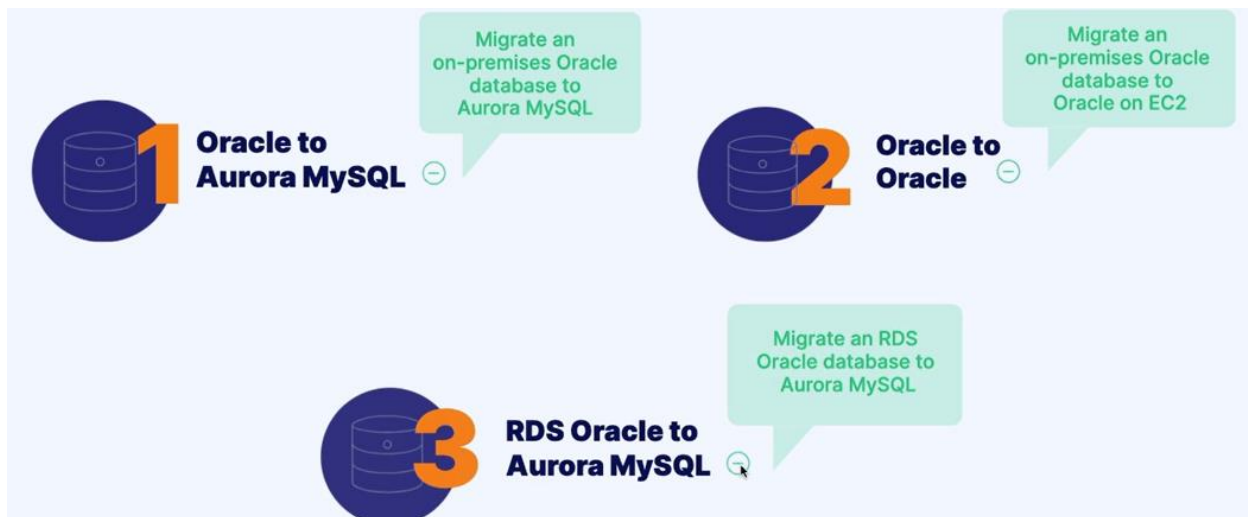 Migrate an
on-premises Oracle
database to
Aurora MySQL
1
Oracle to
Aurora MySQL
Migrate an
on-premises Oracle
database to
Oracle on EC2
2
Oracle to
Oracle
Migrate an RDS
Oracle database to
Aurora MySQL
3
RDS Oracle to
Aurora MySQL